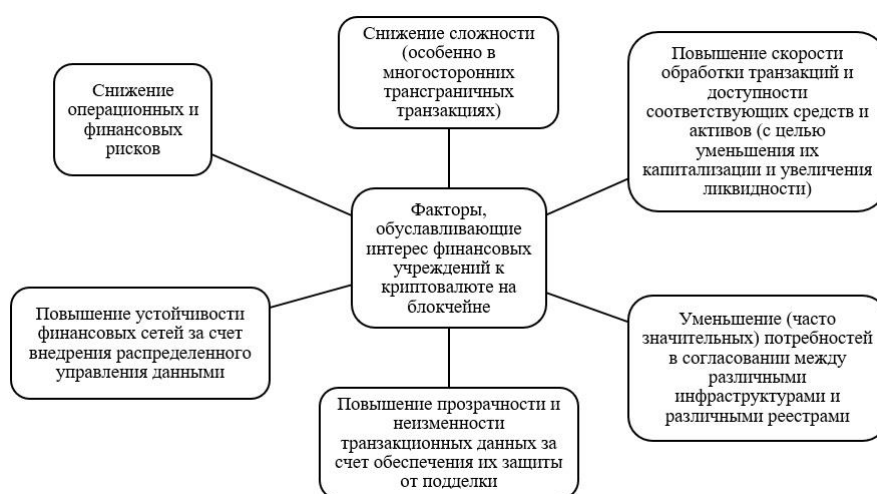 Снижение сложности
(особенно в
многосторонних
трансграничных
транзакциях)
Снижение
операционных и
финансовых
рисков
Повышение скорости
обработки транзакций и
доступности
соответствующих средств и
активов (с целью
уменьшения их
капитализации и увеличения
ликвидности)
Факторы,
обуславливающие
интерес финансовых
учреждений к
криптовалюте на
блокчейне
Повышение устойчивости
финансовых сетей за счет
внедрения распределенного
управления данными
Уменьшение (часто
значительных) потребностей
в согласовании между
различными
инфраструктурами и
различными реестрами
Повышение прозрачности и
неизменности
транзакционных данных за
счет обеспечения их защиты
от подделки